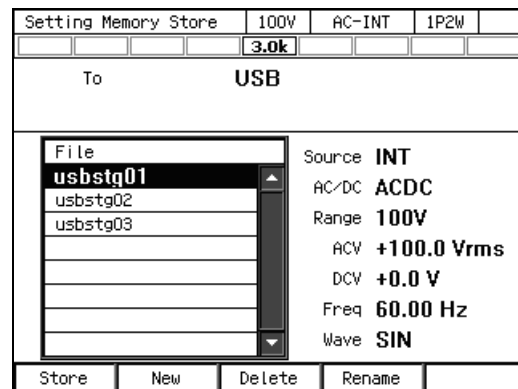 Setting Memory Store 100V AC-INT 1P2W
3.0k
To USB
File
usbstg01
usbstg02
usbstg03
Source INT
AC/DC ACDC
Range 100V
ACV +100.0 Vrms
DCV +0.0 V
Freq 60.00 Hz
Wave SIN
Store New Delete Rename